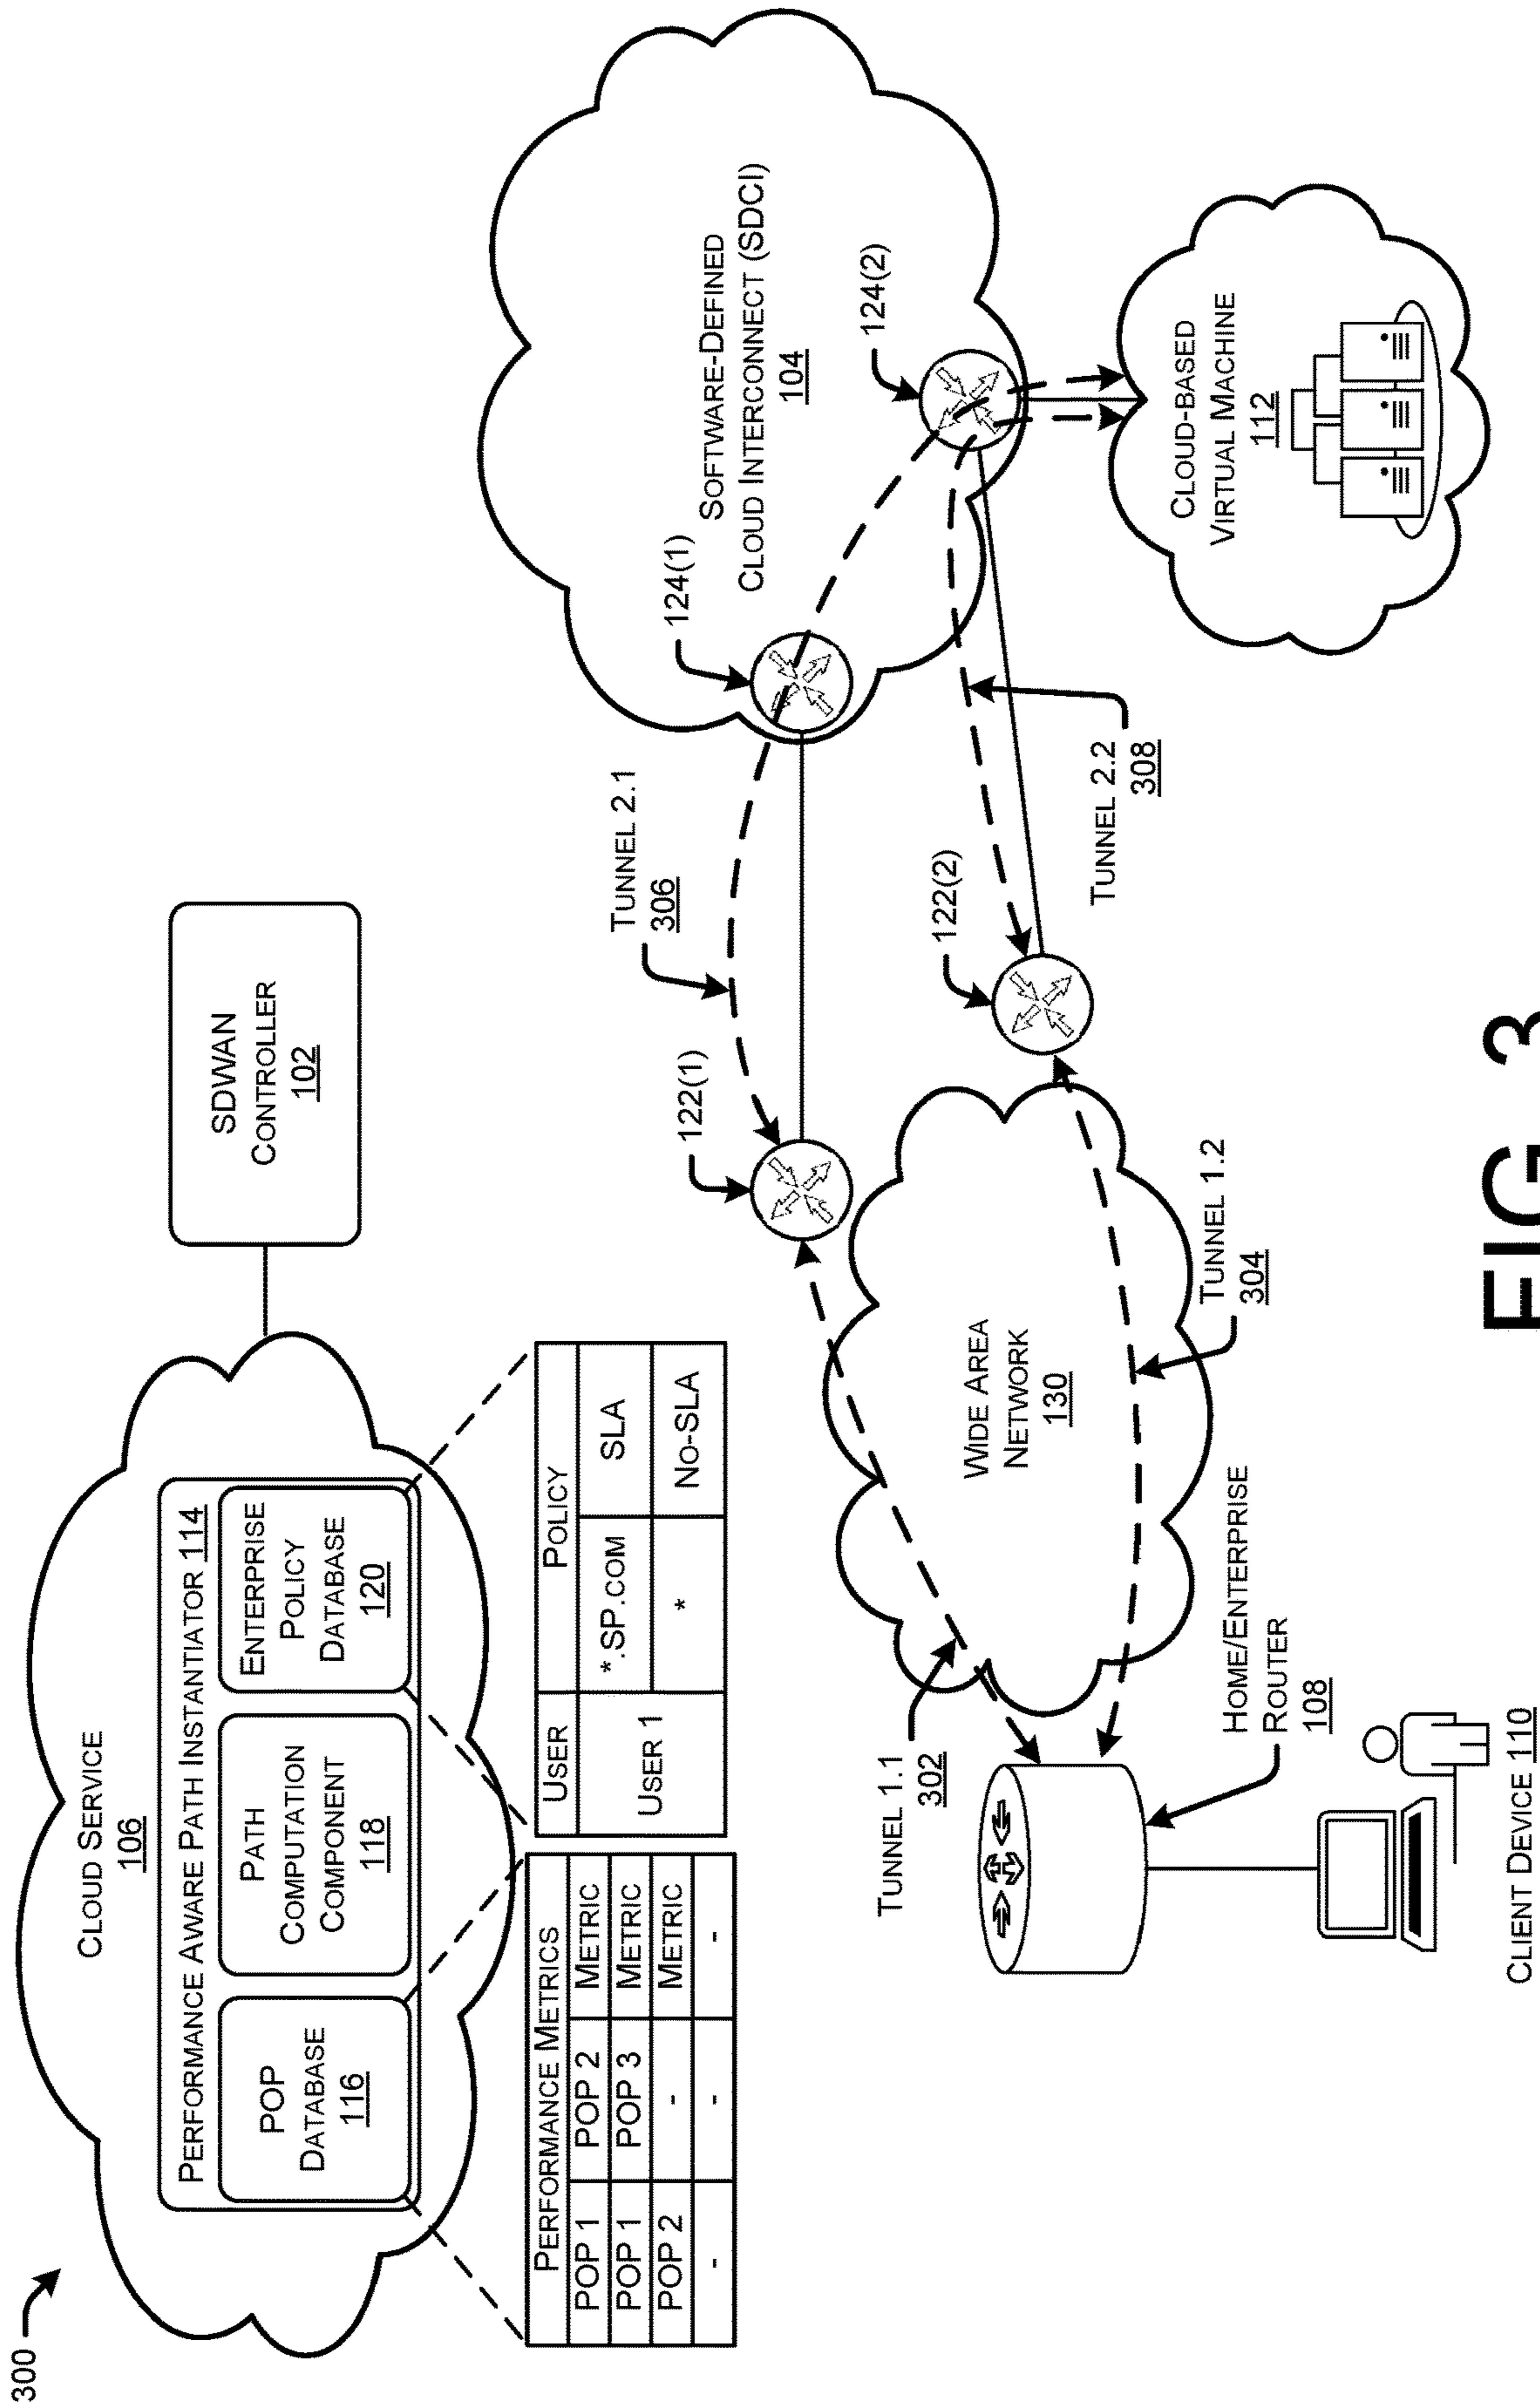 300
CLOUD SERVICE
106
PERFORMANCE AWARE PATH INSTANTIATOR 114
POP
DATABASE
116
PATH
COMPUTATION
COMPONENT
118
ENTERPRISE
POLICY
DATABASE
120
SDWAN
CONTROLLER
102
PERFORMANCE METRICS
POP 1 POP 2 METRIC
POP 1 POP 3 METRIC
POP 2 - METRIC
- - -
USER POLICY
USER 1 *.SP.COM SLA
* NO-SLA
TUNNEL 1.1
302
WIDE AREA
NETWORK
130
TUNNEL 1.2
304
HOME/ENTERPRISE
ROUTER
108
CLIENT DEVICE 110
122(1)
122(2)
TUNNEL 2.1
306
TUNNEL 2.2
308
124(1)
124(2)
SOFTWARE-DEFINED
CLOUD INTERCONNECT (SDCI)
104
CLOUD-BASED
VIRTUAL MACHINE
112
FIG. 3